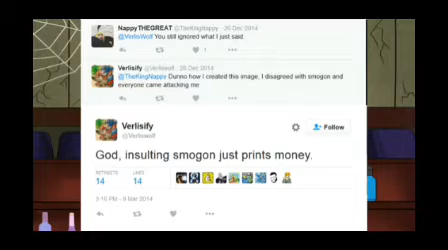 NappyTHEGREAT @TheKingNappy · 26 Dec 2014
@VerlisWolf You still ignored what I just said
1
Verlisify @Verliswolf · 26 Dec 2014
@TheKingNappy Dunno how I created this image, I disagreed with smogon and
everyone came attacking me
Verlisify
@Verliswolf
Follow
God, insulting smogon just prints money.
RETWEETS LIKES
14 14
3:10 PM - 9 Mar 2014